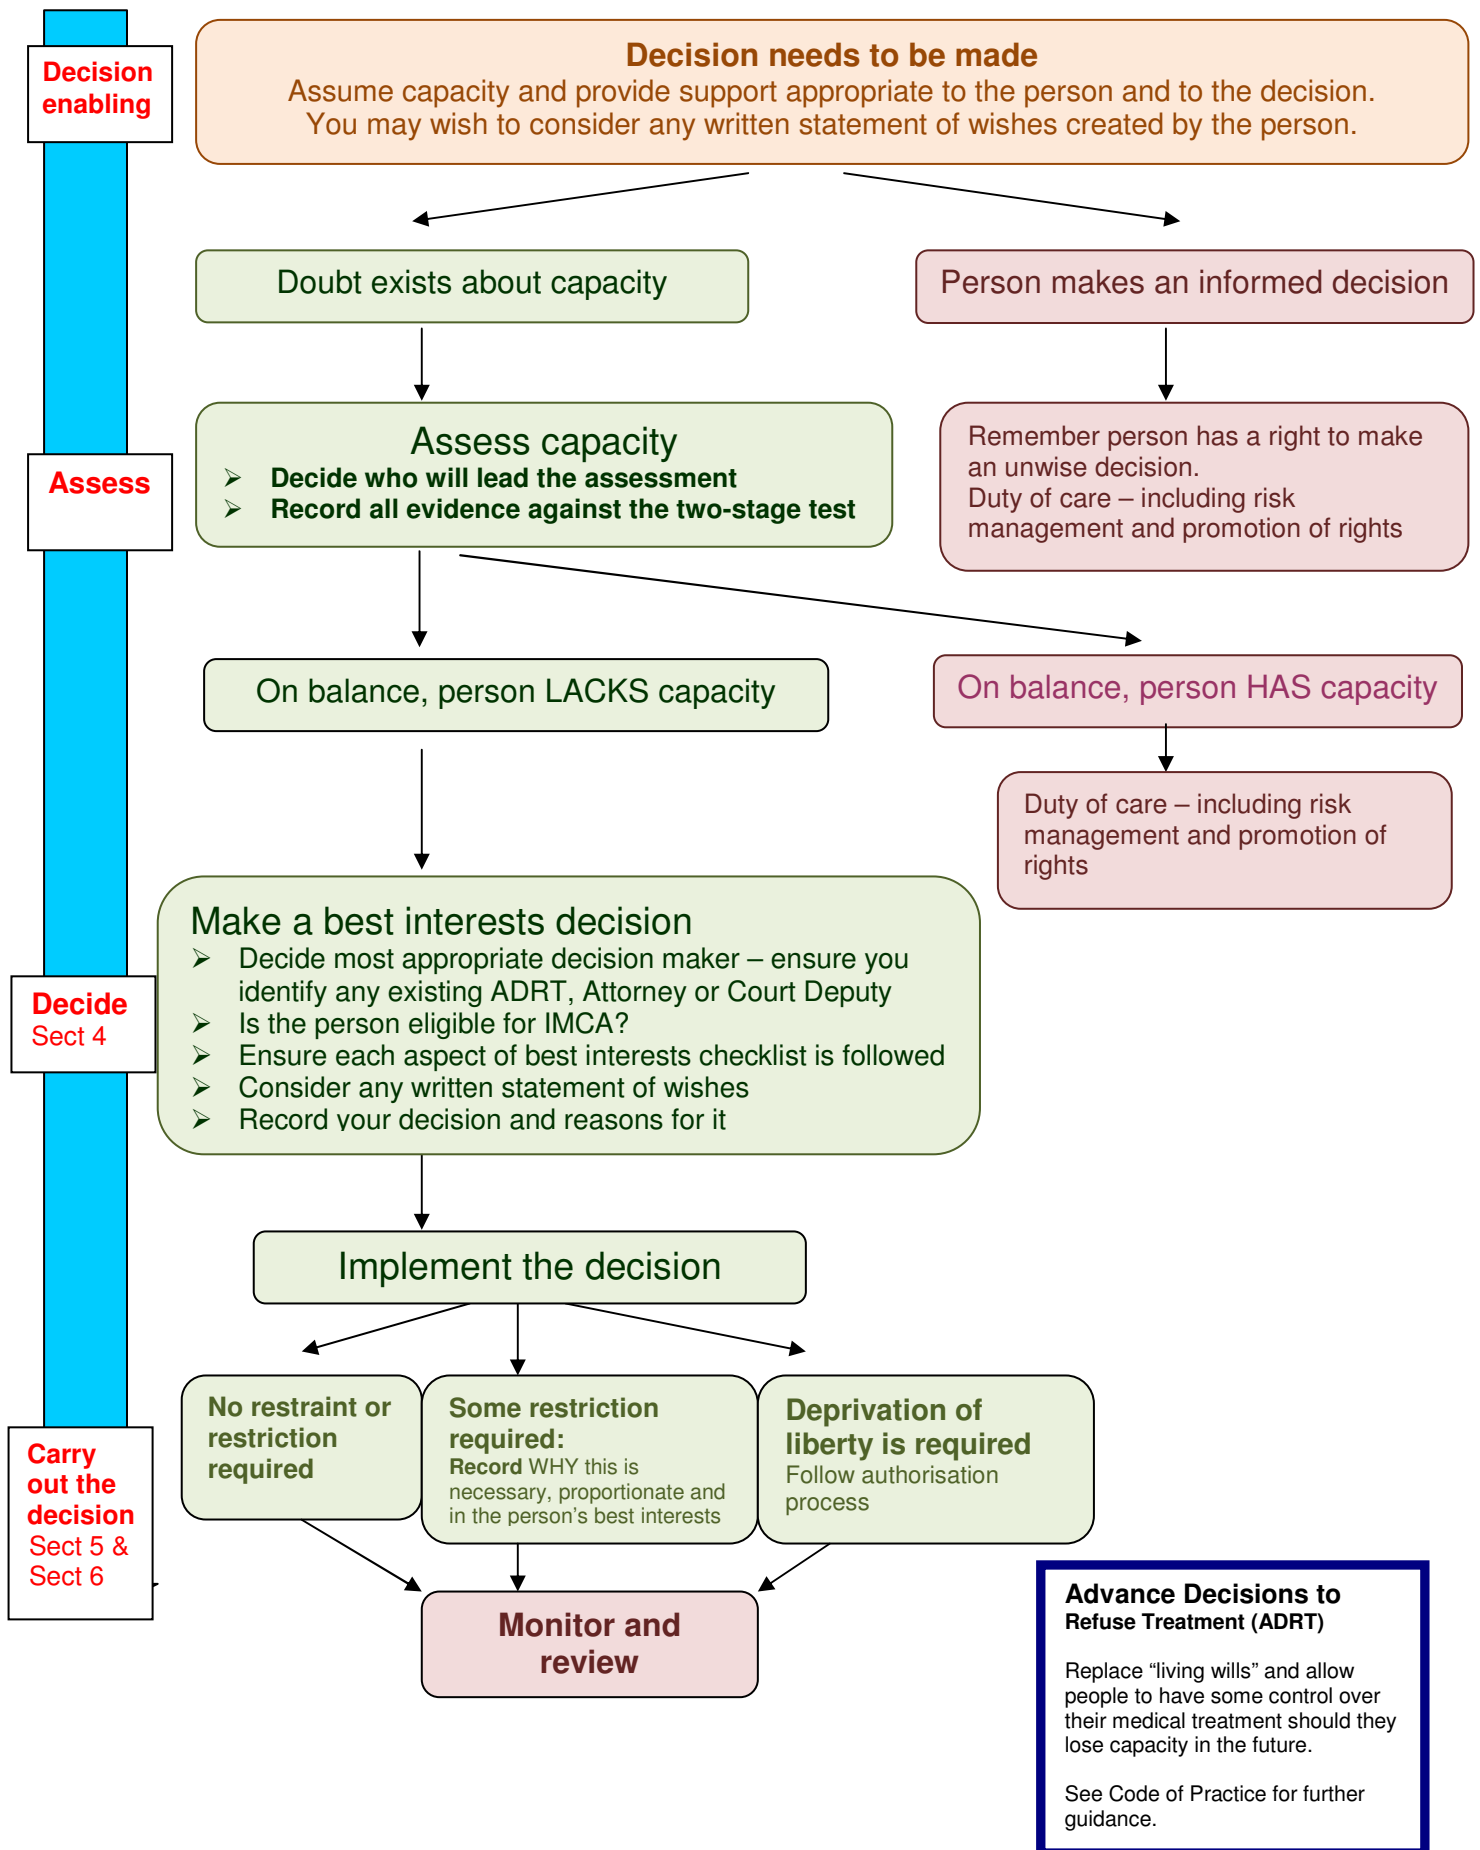 Decision
enabling
Decision needs to be made
Assume capacity and provide support appropriate to the person and to the decision.
You may wish to consider any written statement of wishes created by the person.
Doubt exists about capacity
Person makes an informed decision
Assess
Assess capacity
➢ Decide who will lead the assessment
➢ Record all evidence against the two-stage test
Remember person has a right to make
an unwise decision.
Duty of care – including risk
management and promotion of rights
On balance, person LACKS capacity
On balance, person HAS capacity
Duty of care – including risk
management and promotion of
rights
Decide
Sect 4
Make a best interests decision
➢ Decide most appropriate decision maker – ensure you
identify any existing ADRT, Attorney or Court Deputy
➢ Is the person eligible for IMCA?
➢ Ensure each aspect of best interests checklist is followed
➢ Consider any written statement of wishes
➢ Record your decision and reasons for it
Implement the decision
Carry
out the
decision
Sect 5 &
Sect 6
No restraint or
restriction
required
Some restriction
required:
Record WHY this is
necessary, proportionate and
in the person’s best interests
Deprivation of
liberty is required
Follow authorisation
process
Monitor and
review
Advance Decisions to
Refuse Treatment (ADRT)
Replace “living wills” and allow
people to have some control over
their medical treatment should they
lose capacity in the future.
See Code of Practice for further
guidance.